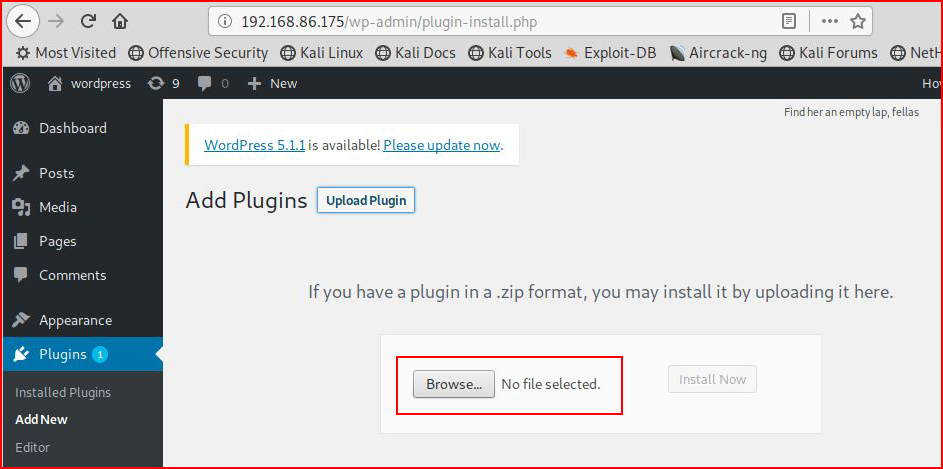 192.168.86.175/wp-admin/plugin-install.php
Most Visited Offensive Security Kali Linux Kali Docs Kali Tools Exploit-DB Aircrack-ng Kali Forums NetH
wordpress 9 0 New How
Find her an empty lap, fellas
Dashboard
WordPress 5.1.1 is available! Please update now.
Posts
Add Plugins Upload Plugin
Media
Pages
Comments
If you have a plugin in a .zip format, you may install it by uploading it here.
Appearance
Plugins 1
Browse... No file selected. Install Now
Installed Plugins
Add New
Editor